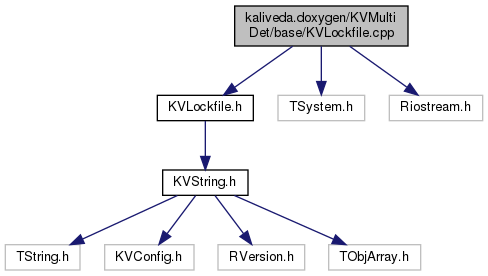 kaliveda.doxygen/KVMulti
Det/base/KVLockfile.cpp
KVLockfile.h
TSystem.h
Riostream.h
KVString.h
TString.h
KVConfig.h
RVersion.h
TObjArray.h